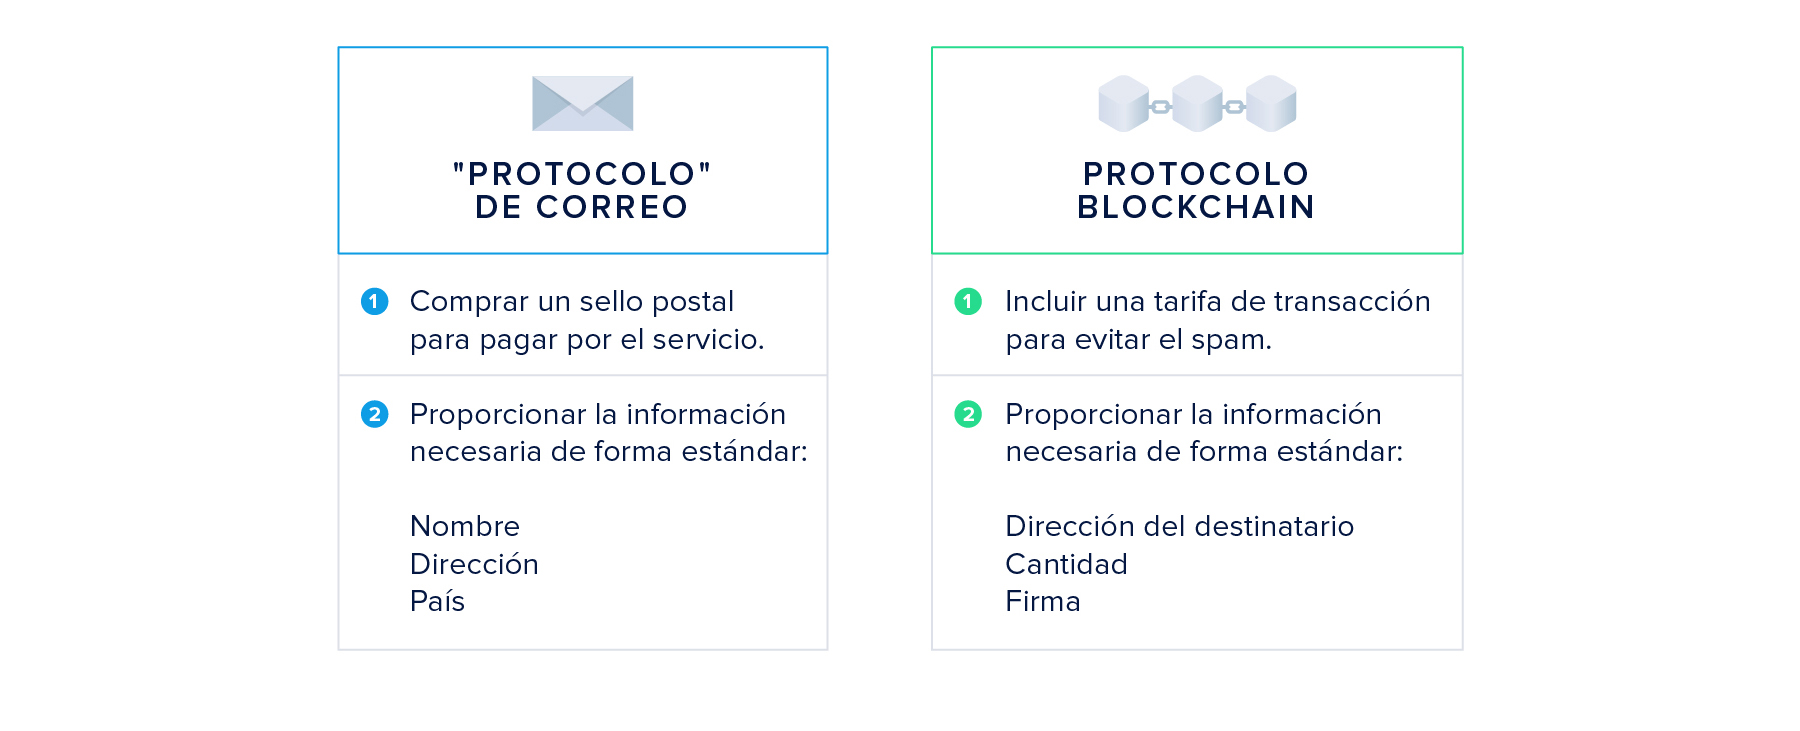 "PROTOCOLO"
DE CORREO
1 Comprar un sello postal
para pagar por el servicio.
2 Proporcionar la información
necesaria de forma estándar:
Nombre
Dirección
País
PROTOCOLO
BLOCKCHAIN
1 Incluir una tarifa de transacción
para evitar el spam.
2 Proporcionar la información
necesaria de forma estándar:
Dirección del destinatario
Cantidad
Firma